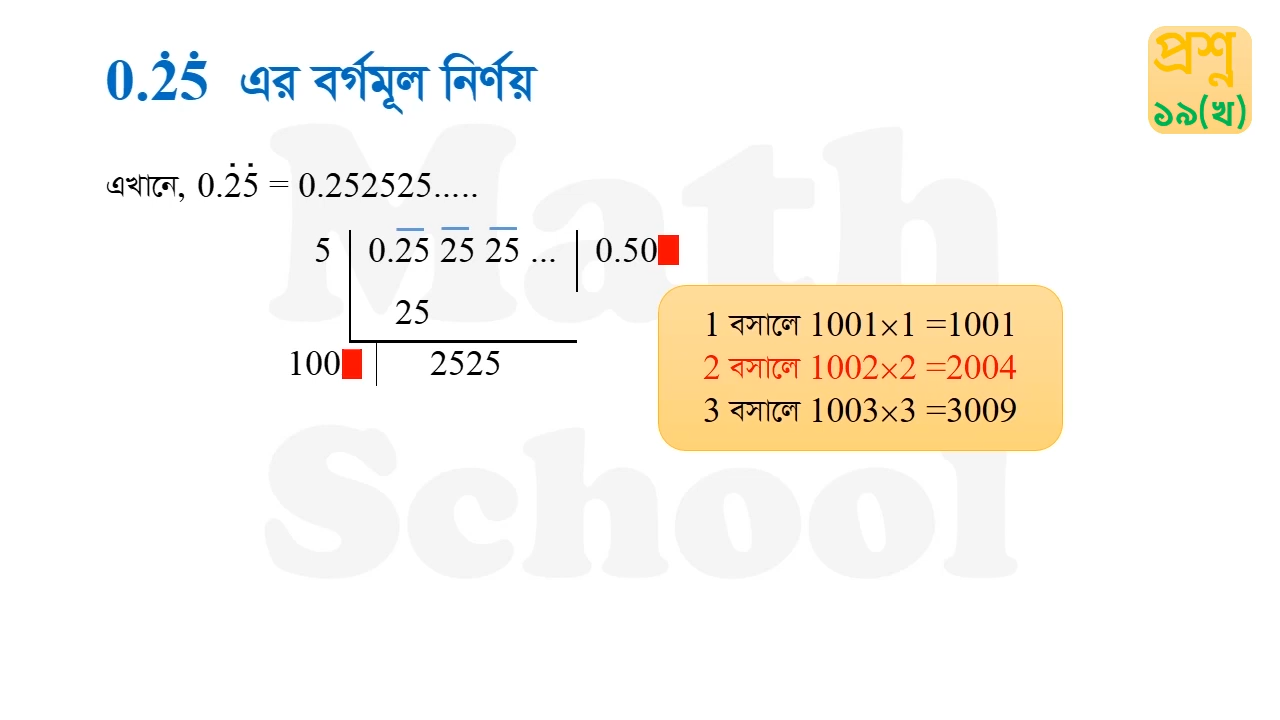 0.2̇5̇ এর বর্গমূল নির্ণয়
প্রশ্ন
১৯(খ)
এখানে, 0.2̇5̇ = 0.252525.....
5 0.25 25 25 ... 0.50
25
100 2525
1 বসালে 1001×1 =1001
2 বসালে 1002×2 =2004
3 বসালে 1003×3 =3009
Math
School